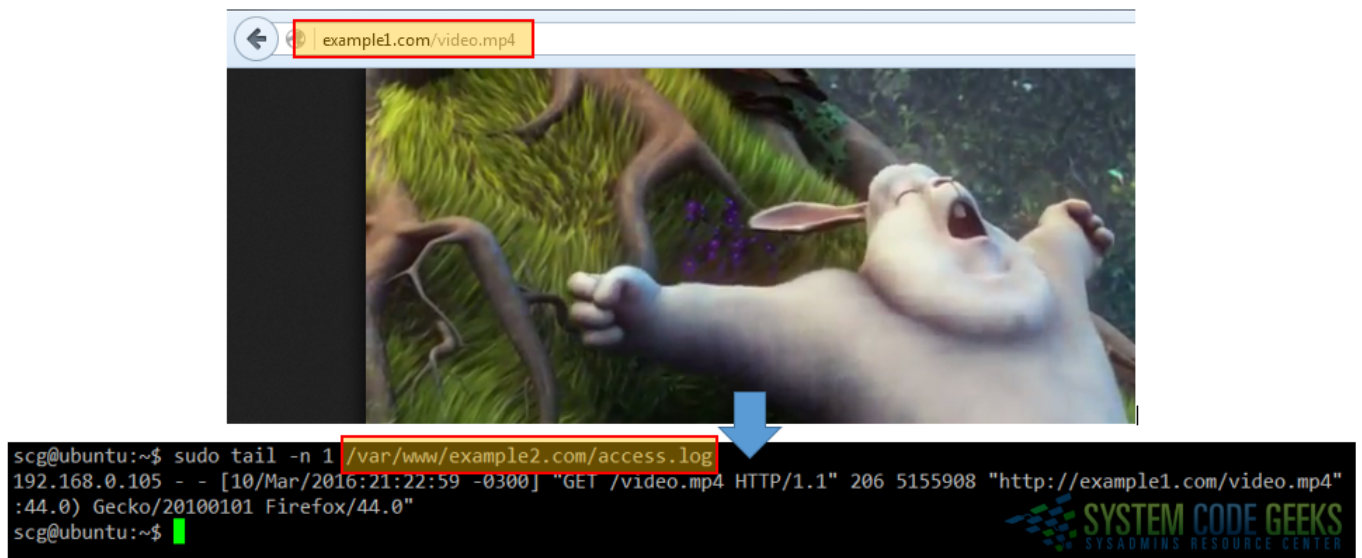 example1.com/video.mp4
scg@ubuntu:~$ sudo tail -n 1 /var/www/example2.com/access.log
192.168.0.105 - - [10/Mar/2016:21:22:59 -0300] "GET /video.mp4 HTTP/1.1" 206 5155908 "http://example1.com/video.mp4"
:44.0) Gecko/20100101 Firefox/44.0"
scg@ubuntu:~$
SYSTEM CODE GEEKS
SYSADMINS RESOURCE CENTER